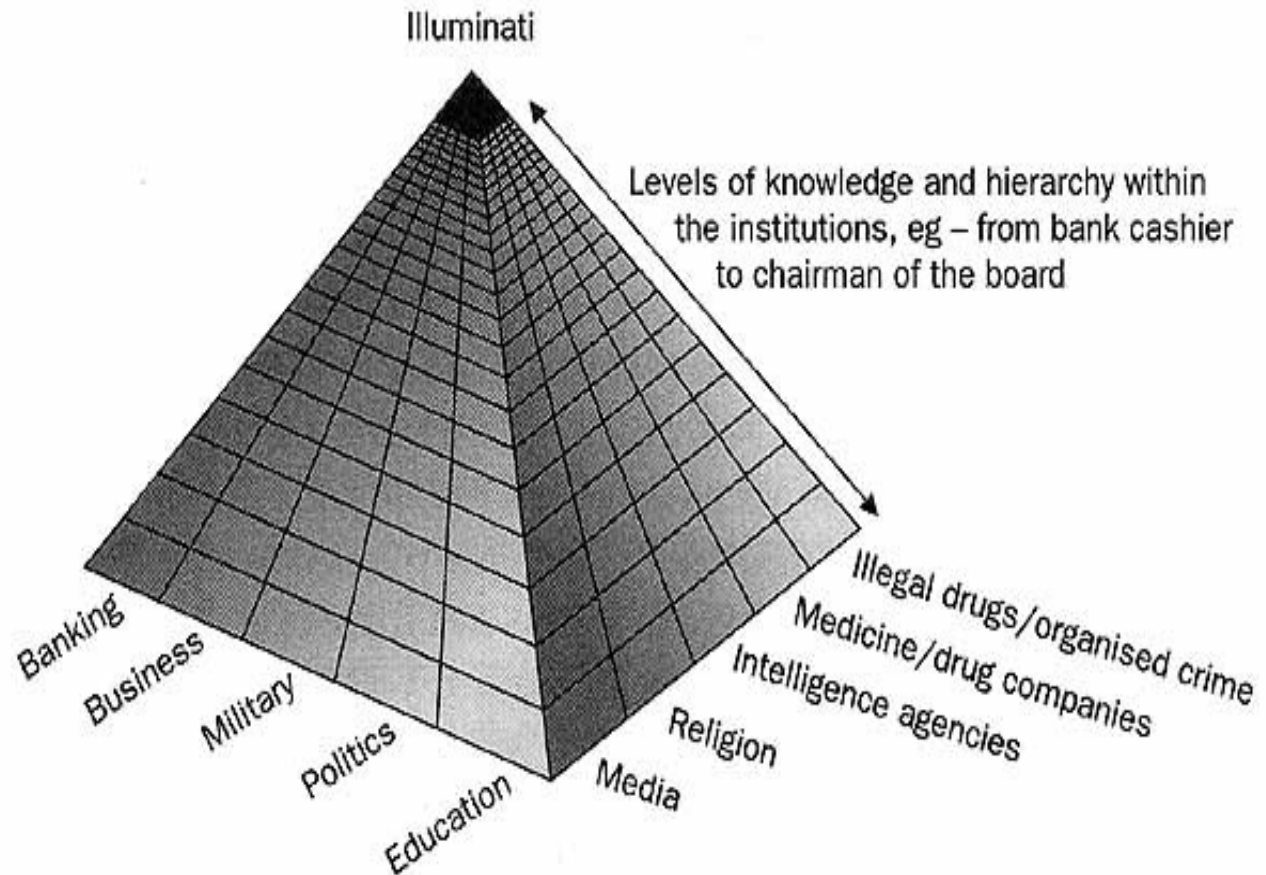 Illuminati
Levels of knowledge and hierarchy within
the institutions, eg – from bank cashier
to chairman of the board
Banking
Business
Military
Politics
Education
Media
Religion
Intelligence agencies
Medicine/drug companies
Illegal drugs/organised crime